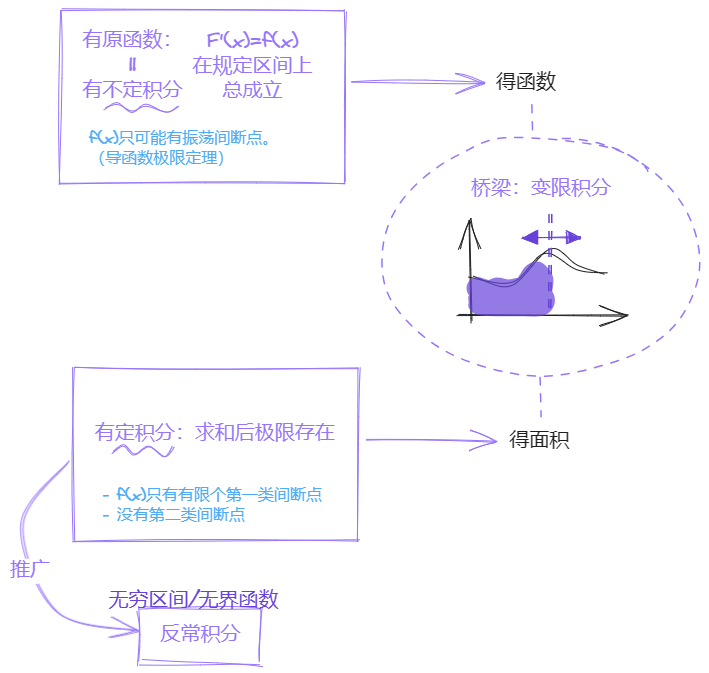 有原函数： F'(x)=f(x)
॥ 在规定区间上
有不定积分 总成立
f(x)只可能有振荡间断点。
（导函数极限定理）
得函数
桥梁：变限积分
有定积分：求和后极限存在
得面积
- f(x)只有有限个第一类间断点
- 没有第二类间断点
推广
无穷区间/无界函数
反常积分